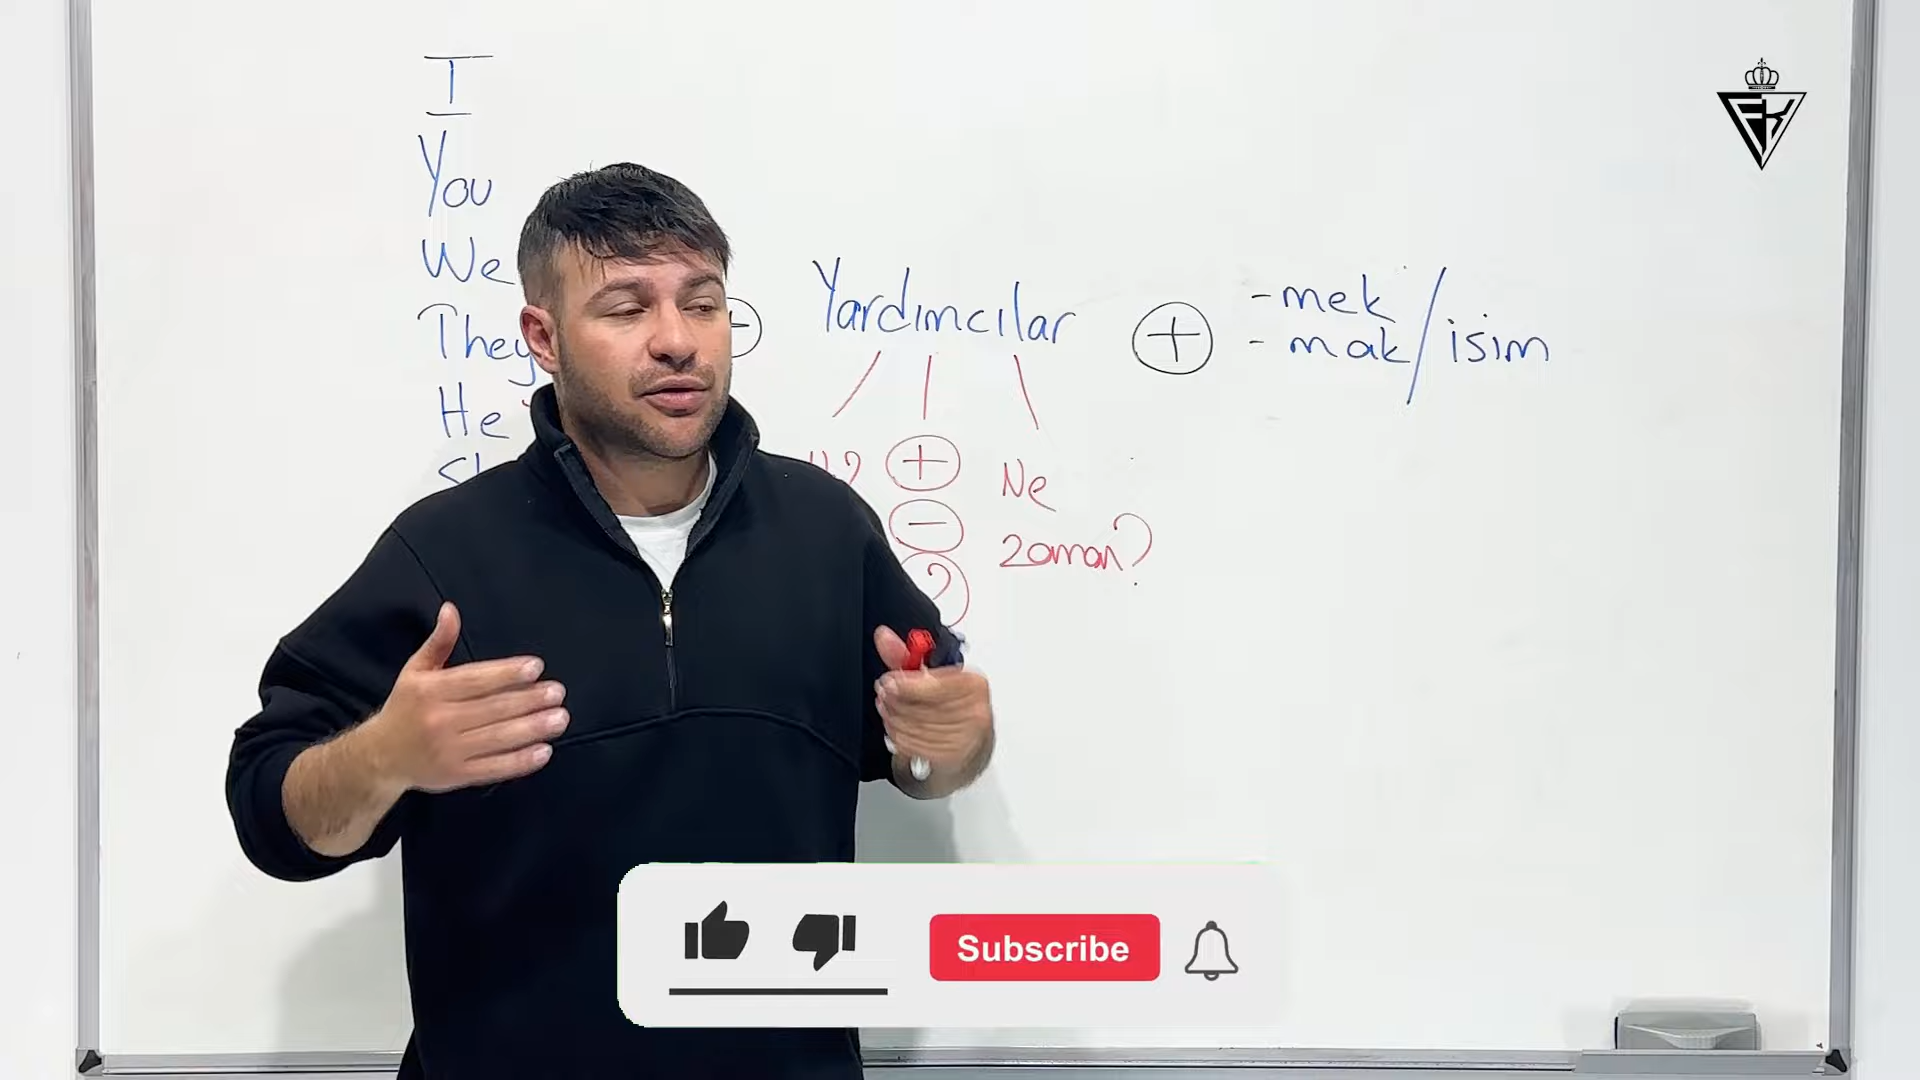 I
You
We
They
He
+ Yardımcılar + -mek
- mak / isim
+ Ne
- zaman?
?
Subscribe